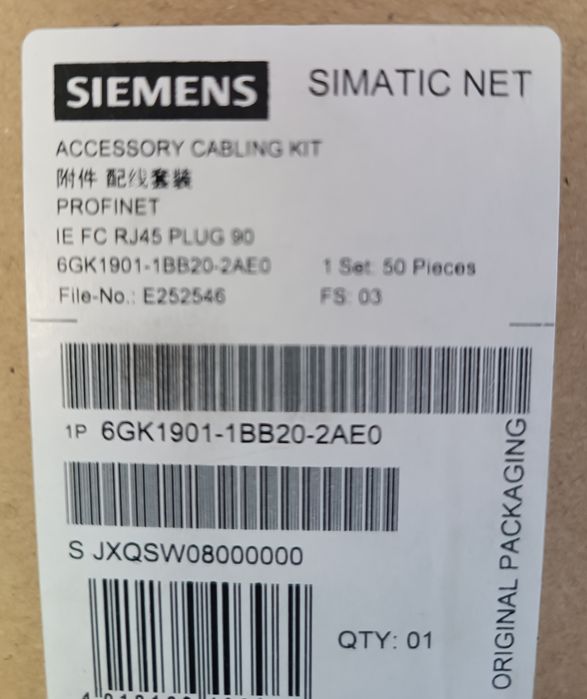 SIEMENS
SIMATIC NET
ACCESSORY CABLING KIT
附件 配线套装
PROFINET
IE FC RJ45 PLUG 90
6GK1901-1BB20-2AE0 1 Set: 50 Pieces
File-No.: E252546 FS: 03
1P 6GK1901-1BB20-2AE0
S JXQSW08000000
QTY: 01
ORIGINAL PACKAGING